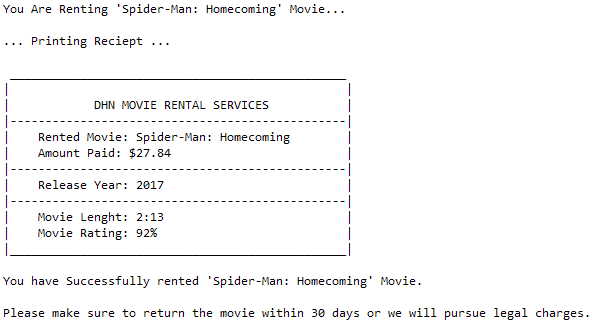 You Are Renting 'Spider-Man: Homecoming' Movie...
... Printing Reciept ...
DHN MOVIE RENTAL SERVICES
Rented Movie: Spider-Man: Homecoming
Amount Paid: $27.84
Release Year: 2017
Movie Lenght: 2:13
Movie Rating: 92%
You have Successfully rented 'Spider-Man: Homecoming' Movie.
Please make sure to return the movie within 30 days or we will pursue legal charges.